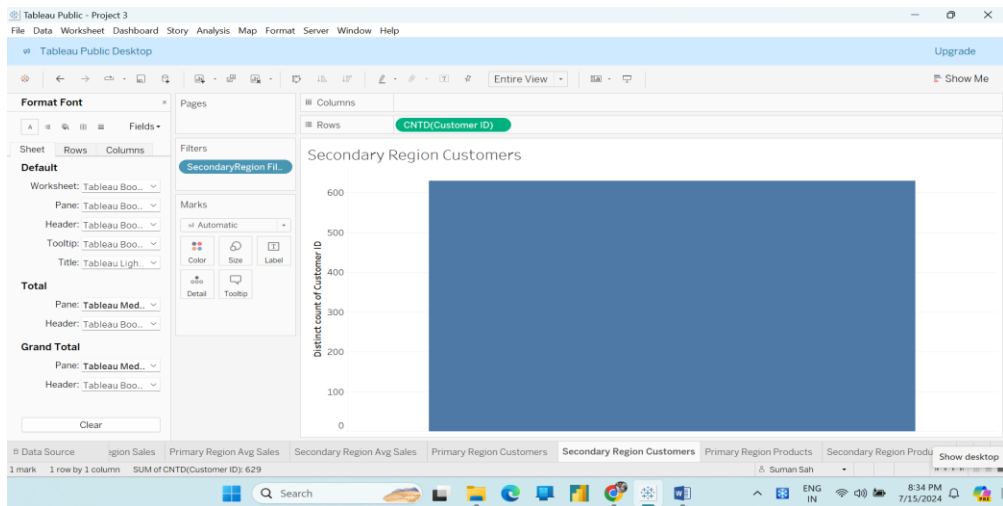 Tableau Public - Project 3
File Data Worksheet Dashboard Story Analysis Map Format Server Window Help
Tableau Public Desktop
Upgrade
Entire View
Show Me
Format Font
Fields
Sheet Rows Columns
Default
Worksheet: Tableau Boo..
Pane: Tableau Boo..
Header: Tableau Boo..
Tooltip: Tableau Boo..
Title: Tableau Ligh..
Total
Pane: Tableau Med..
Header: Tableau Boo..
Grand Total
Pane: Tableau Med..
Header: Tableau Boo..
Clear
Pages
Filters
SecondaryRegion Fil..
Marks
Automatic
Color Size Label
Detail Tooltip
Columns
Rows CNTD(Customer ID)
Secondary Region Customers
Distinct count of Customer ID
600
500
400
300
200
100
0
Data Source egion Sales Primary Region Avg Sales Secondary Region Avg Sales Primary Region Customers Secondary Region Customers Primary Region Products Secondary Region Produ
Show desktop
1 mark 1 row by 1 column SUM of CNTD(Customer ID): 629
Suman Sah
Search
ENG
IN
8:34 PM
7/15/2024